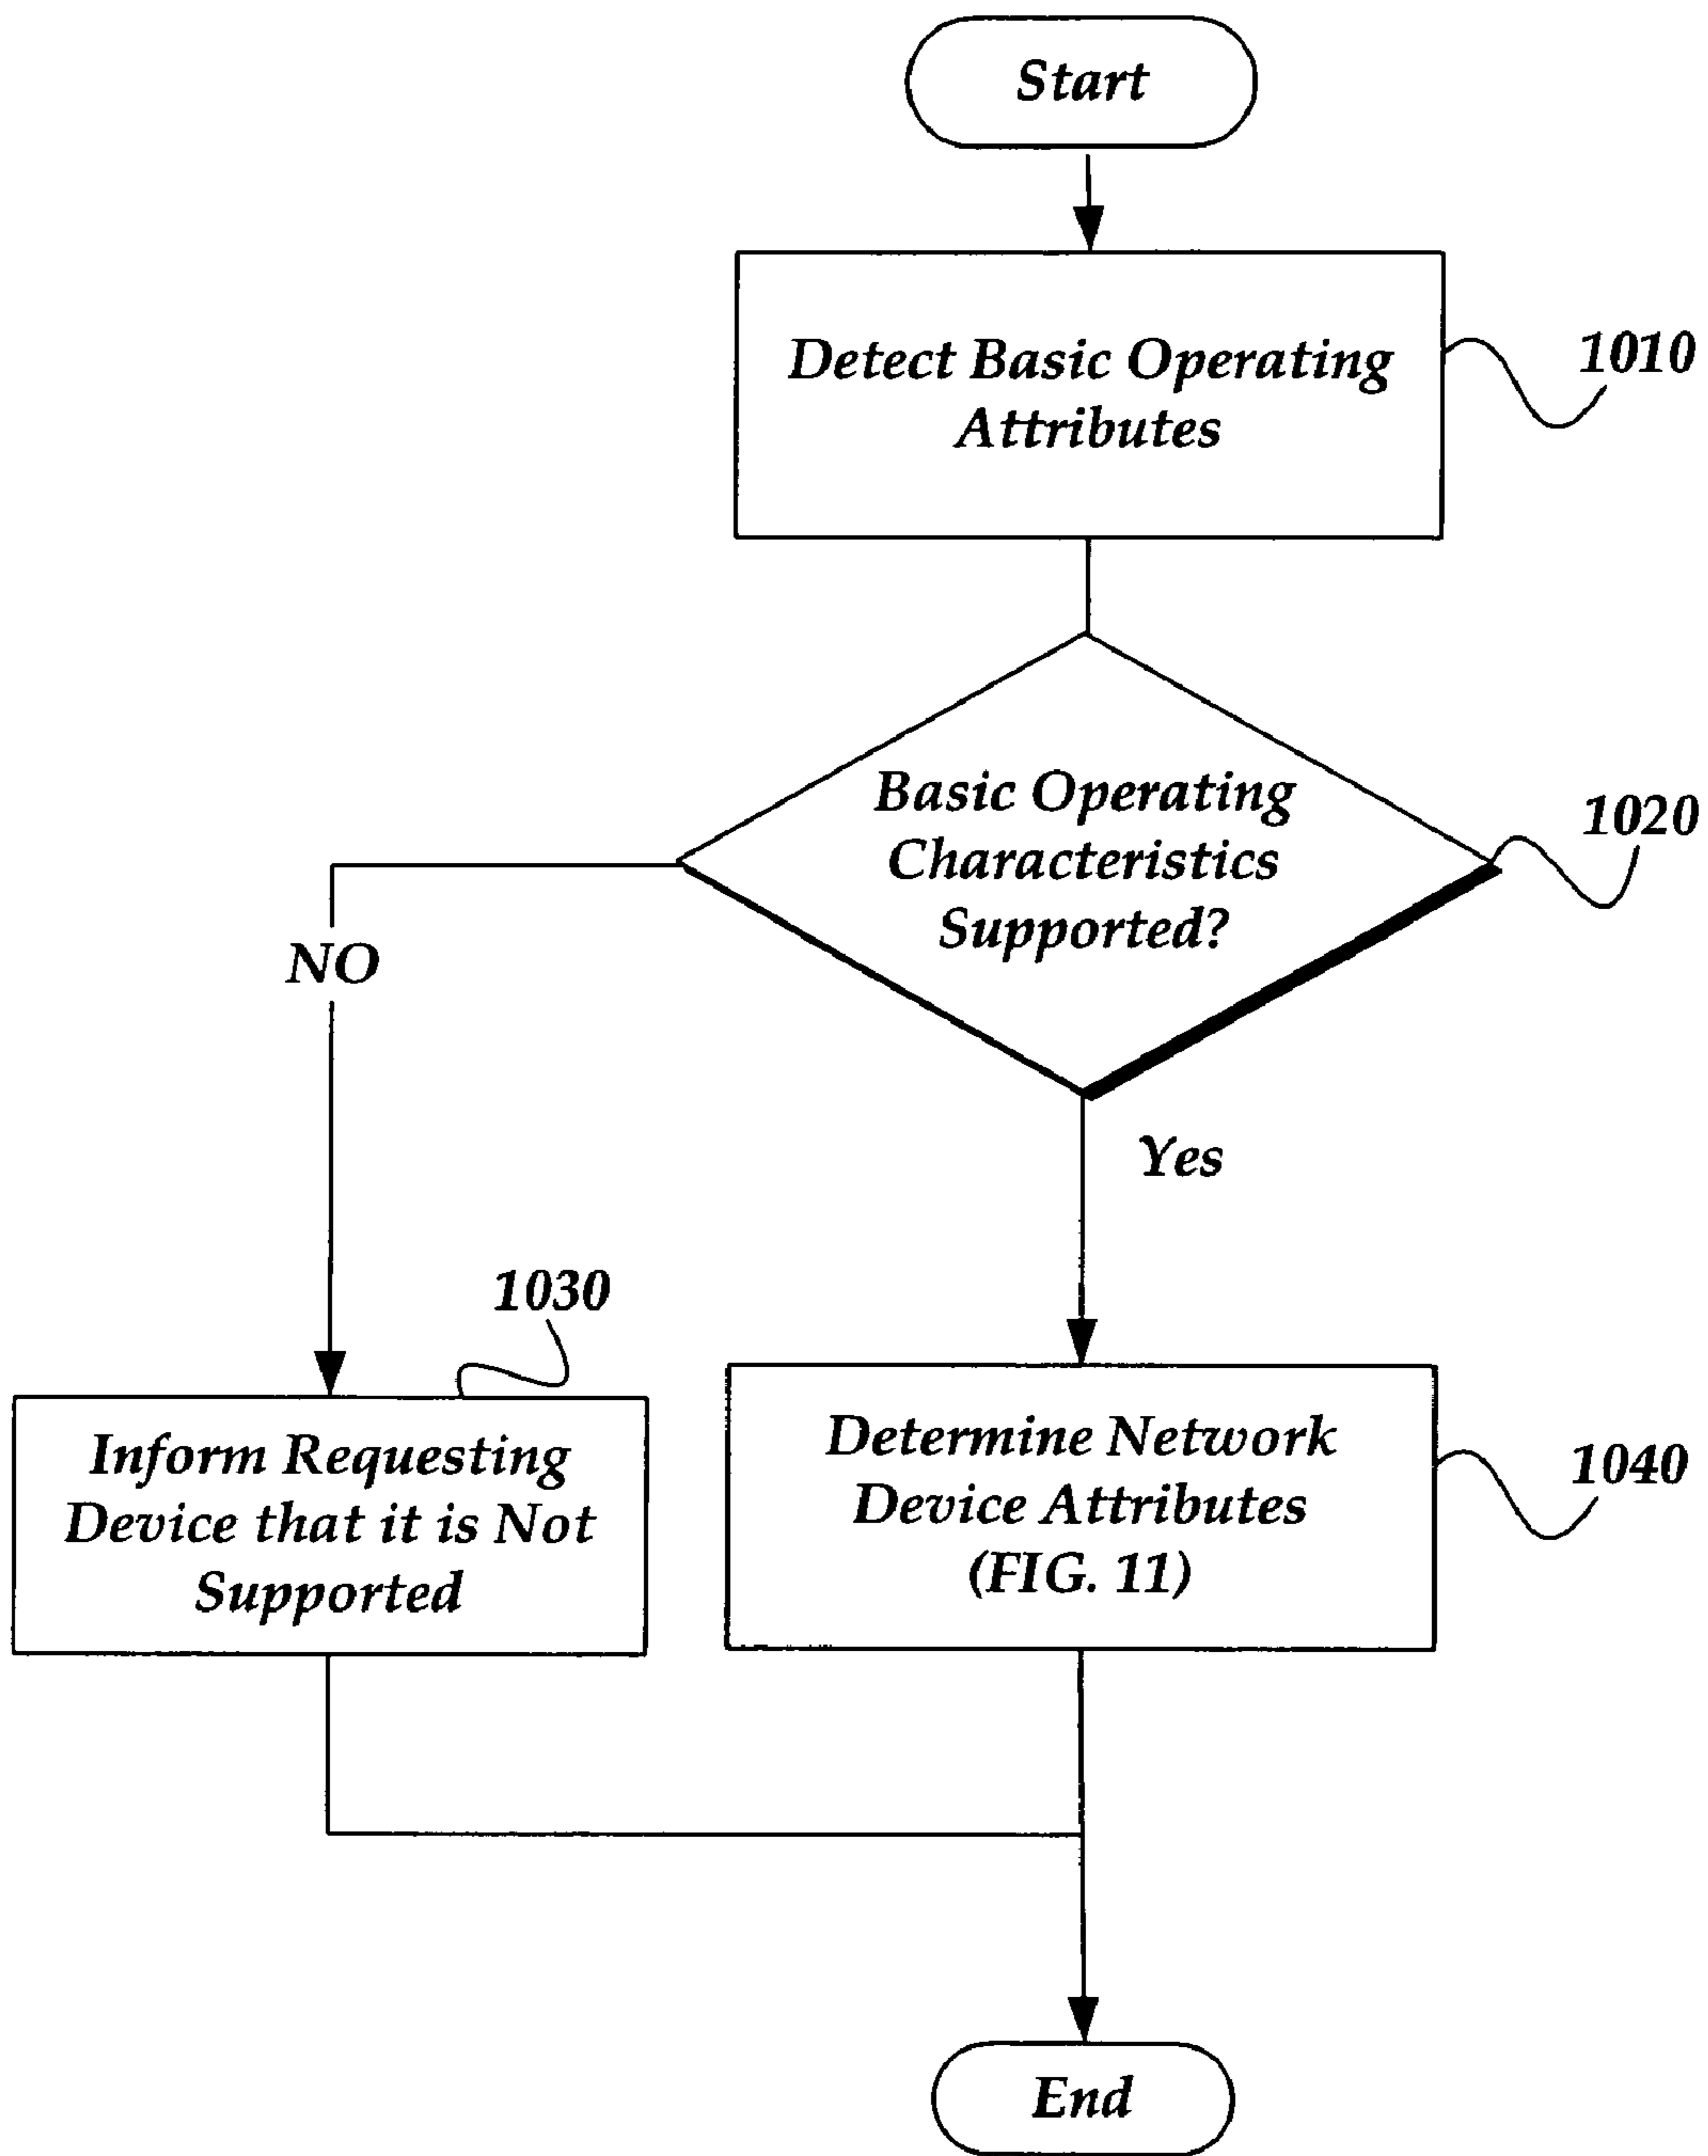 Start
Detect Basic Operating
Attributes
1010
Basic Operating
Characteristics
Supported?
1020
NO
Yes
1030
Inform Requesting
Device that it is Not
Supported
Determine Network
Device Attributes
(FIG. 11)
1040
End